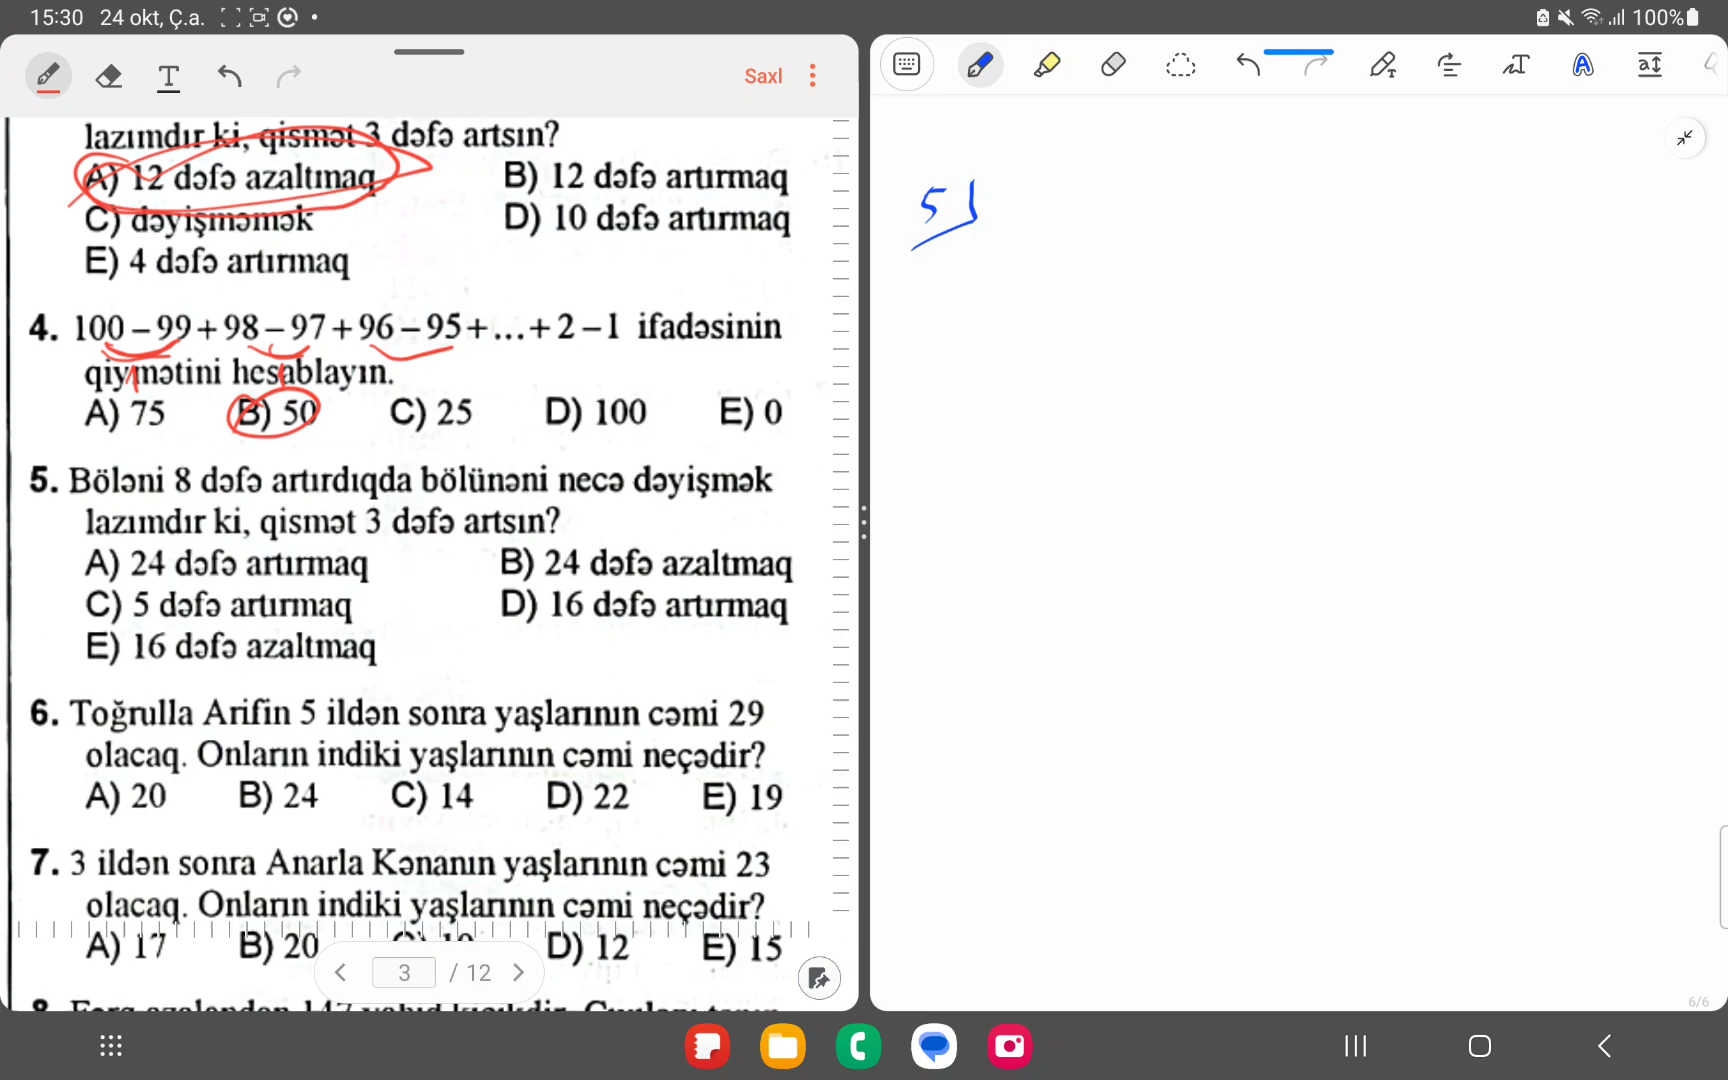 15:30 24 okt, Ç.a. 100%
Saxl
lazımdır ki, qismət 3 dəfə artsın?
A) 12 dəfə azaltmaq B) 12 dəfə artırmaq
C) dəyişməmək D) 10 dəfə artırmaq
E) 4 dəfə artırmaq
4. 100 – 99 + 98 – 97 + 96 – 95 + ... + 2 – 1 ifadəsinin
qiymətini hesablayın.
A) 75 B) 50 C) 25 D) 100 E) 0
5. Böləni 8 dəfə artırdıqda bölünəni necə dəyişmək
lazımdır ki, qismət 3 dəfə artsın?
A) 24 dəfə artırmaq B) 24 dəfə azaltmaq
C) 5 dəfə artırmaq D) 16 dəfə artırmaq
E) 16 dəfə azaltmaq
6. Toğrulla Arifin 5 ildən sonra yaşlarının cəmi 29
olacaq. Onların indiki yaşlarının cəmi neçədir?
A) 20 B) 24 C) 14 D) 22 E) 19
7. 3 ildən sonra Anarla Kənanın yaşlarının cəmi 23
olacaq. Onların indiki yaşlarının cəmi neçədir?
A) 17 B) 20 D) 12 E) 15
3 / 12
51
6/6